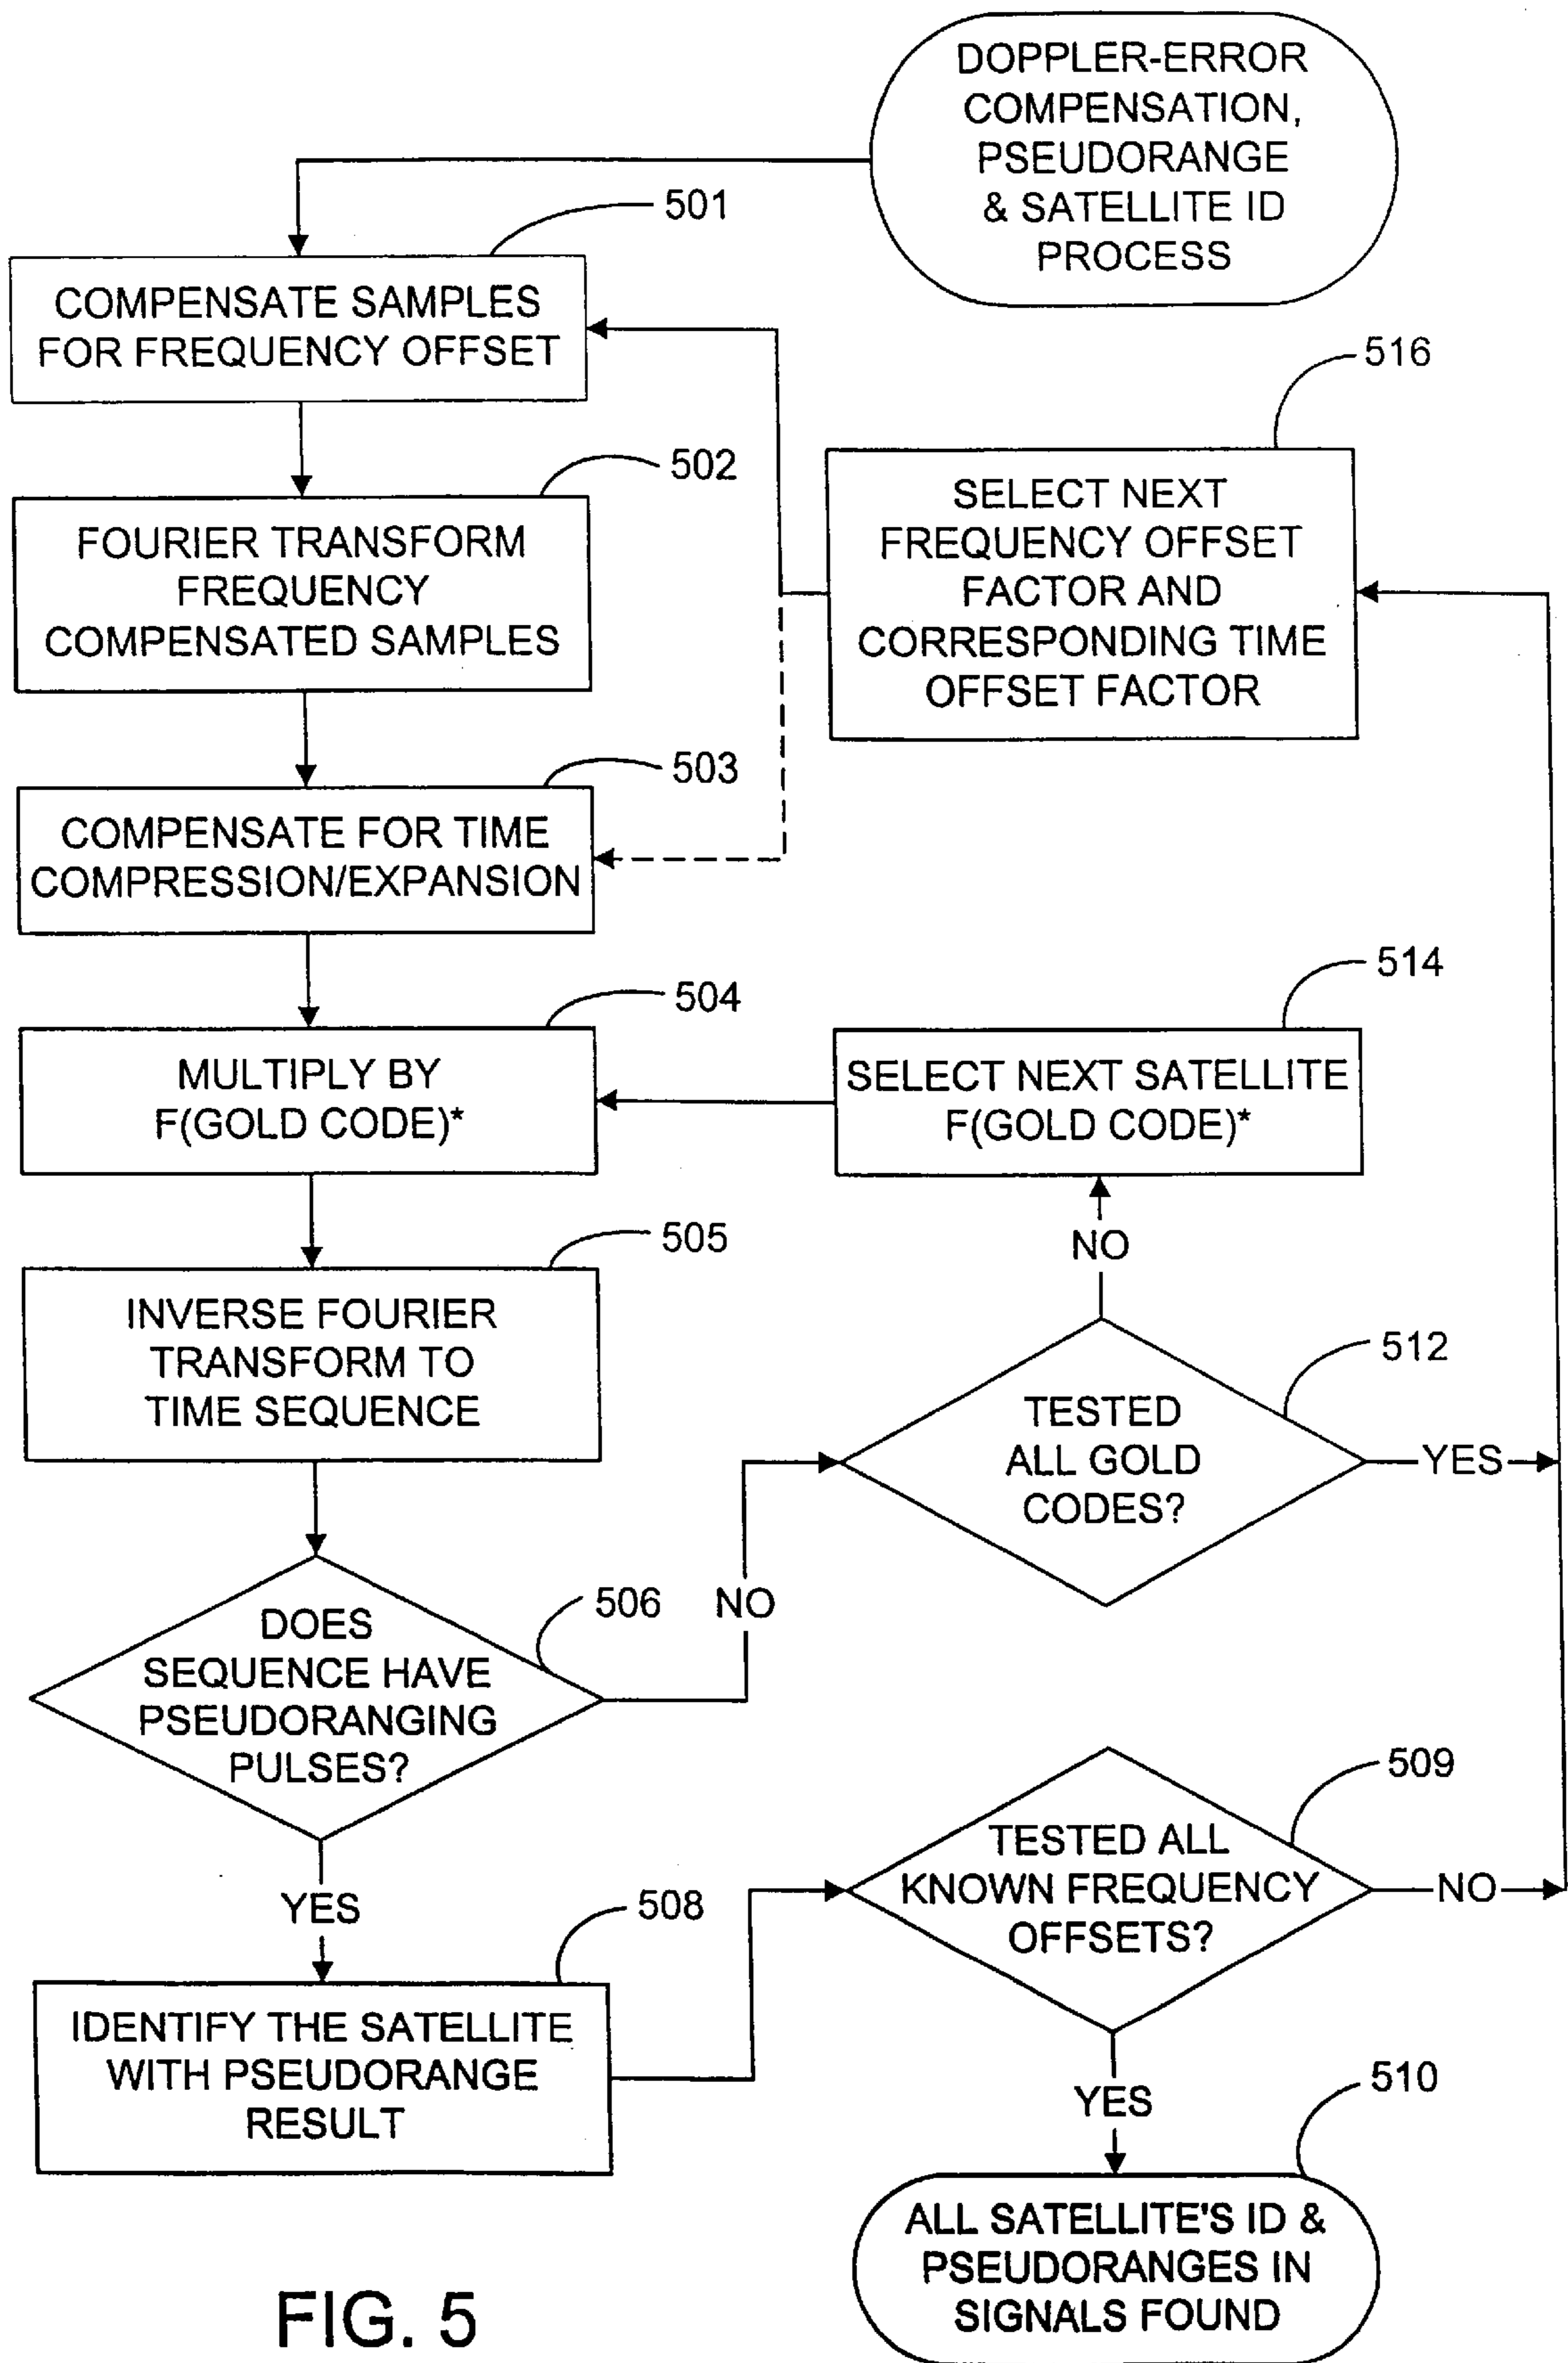 DOPPLER-ERROR
COMPENSATION,
PSEUDORANGE
& SATELLITE ID
PROCESS
501
COMPENSATE SAMPLES
FOR FREQUENCY OFFSET
516
SELECT NEXT
FREQUENCY OFFSET
FACTOR AND
CORRESPONDING TIME
OFFSET FACTOR
502
FOURIER TRANSFORM
FREQUENCY
COMPENSATED SAMPLES
503
COMPENSATE FOR TIME
COMPRESSION/EXPANSION
504
MULTIPLY BY
F(GOLD CODE)*
514
SELECT NEXT SATELLITE
F(GOLD CODE)*
NO
505
INVERSE FOURIER
TRANSFORM TO
TIME SEQUENCE
512
TESTED
ALL GOLD
CODES?
YES
506
NO
DOES
SEQUENCE HAVE
PSEUDORANGING
PULSES?
YES
509
TESTED ALL
KNOWN FREQUENCY
OFFSETS?
NO
508
IDENTIFY THE SATELLITE
WITH PSEUDORANGE
RESULT
YES
510
ALL SATELLITE'S ID &
PSEUDORANGES IN
SIGNALS FOUND
FIG. 5